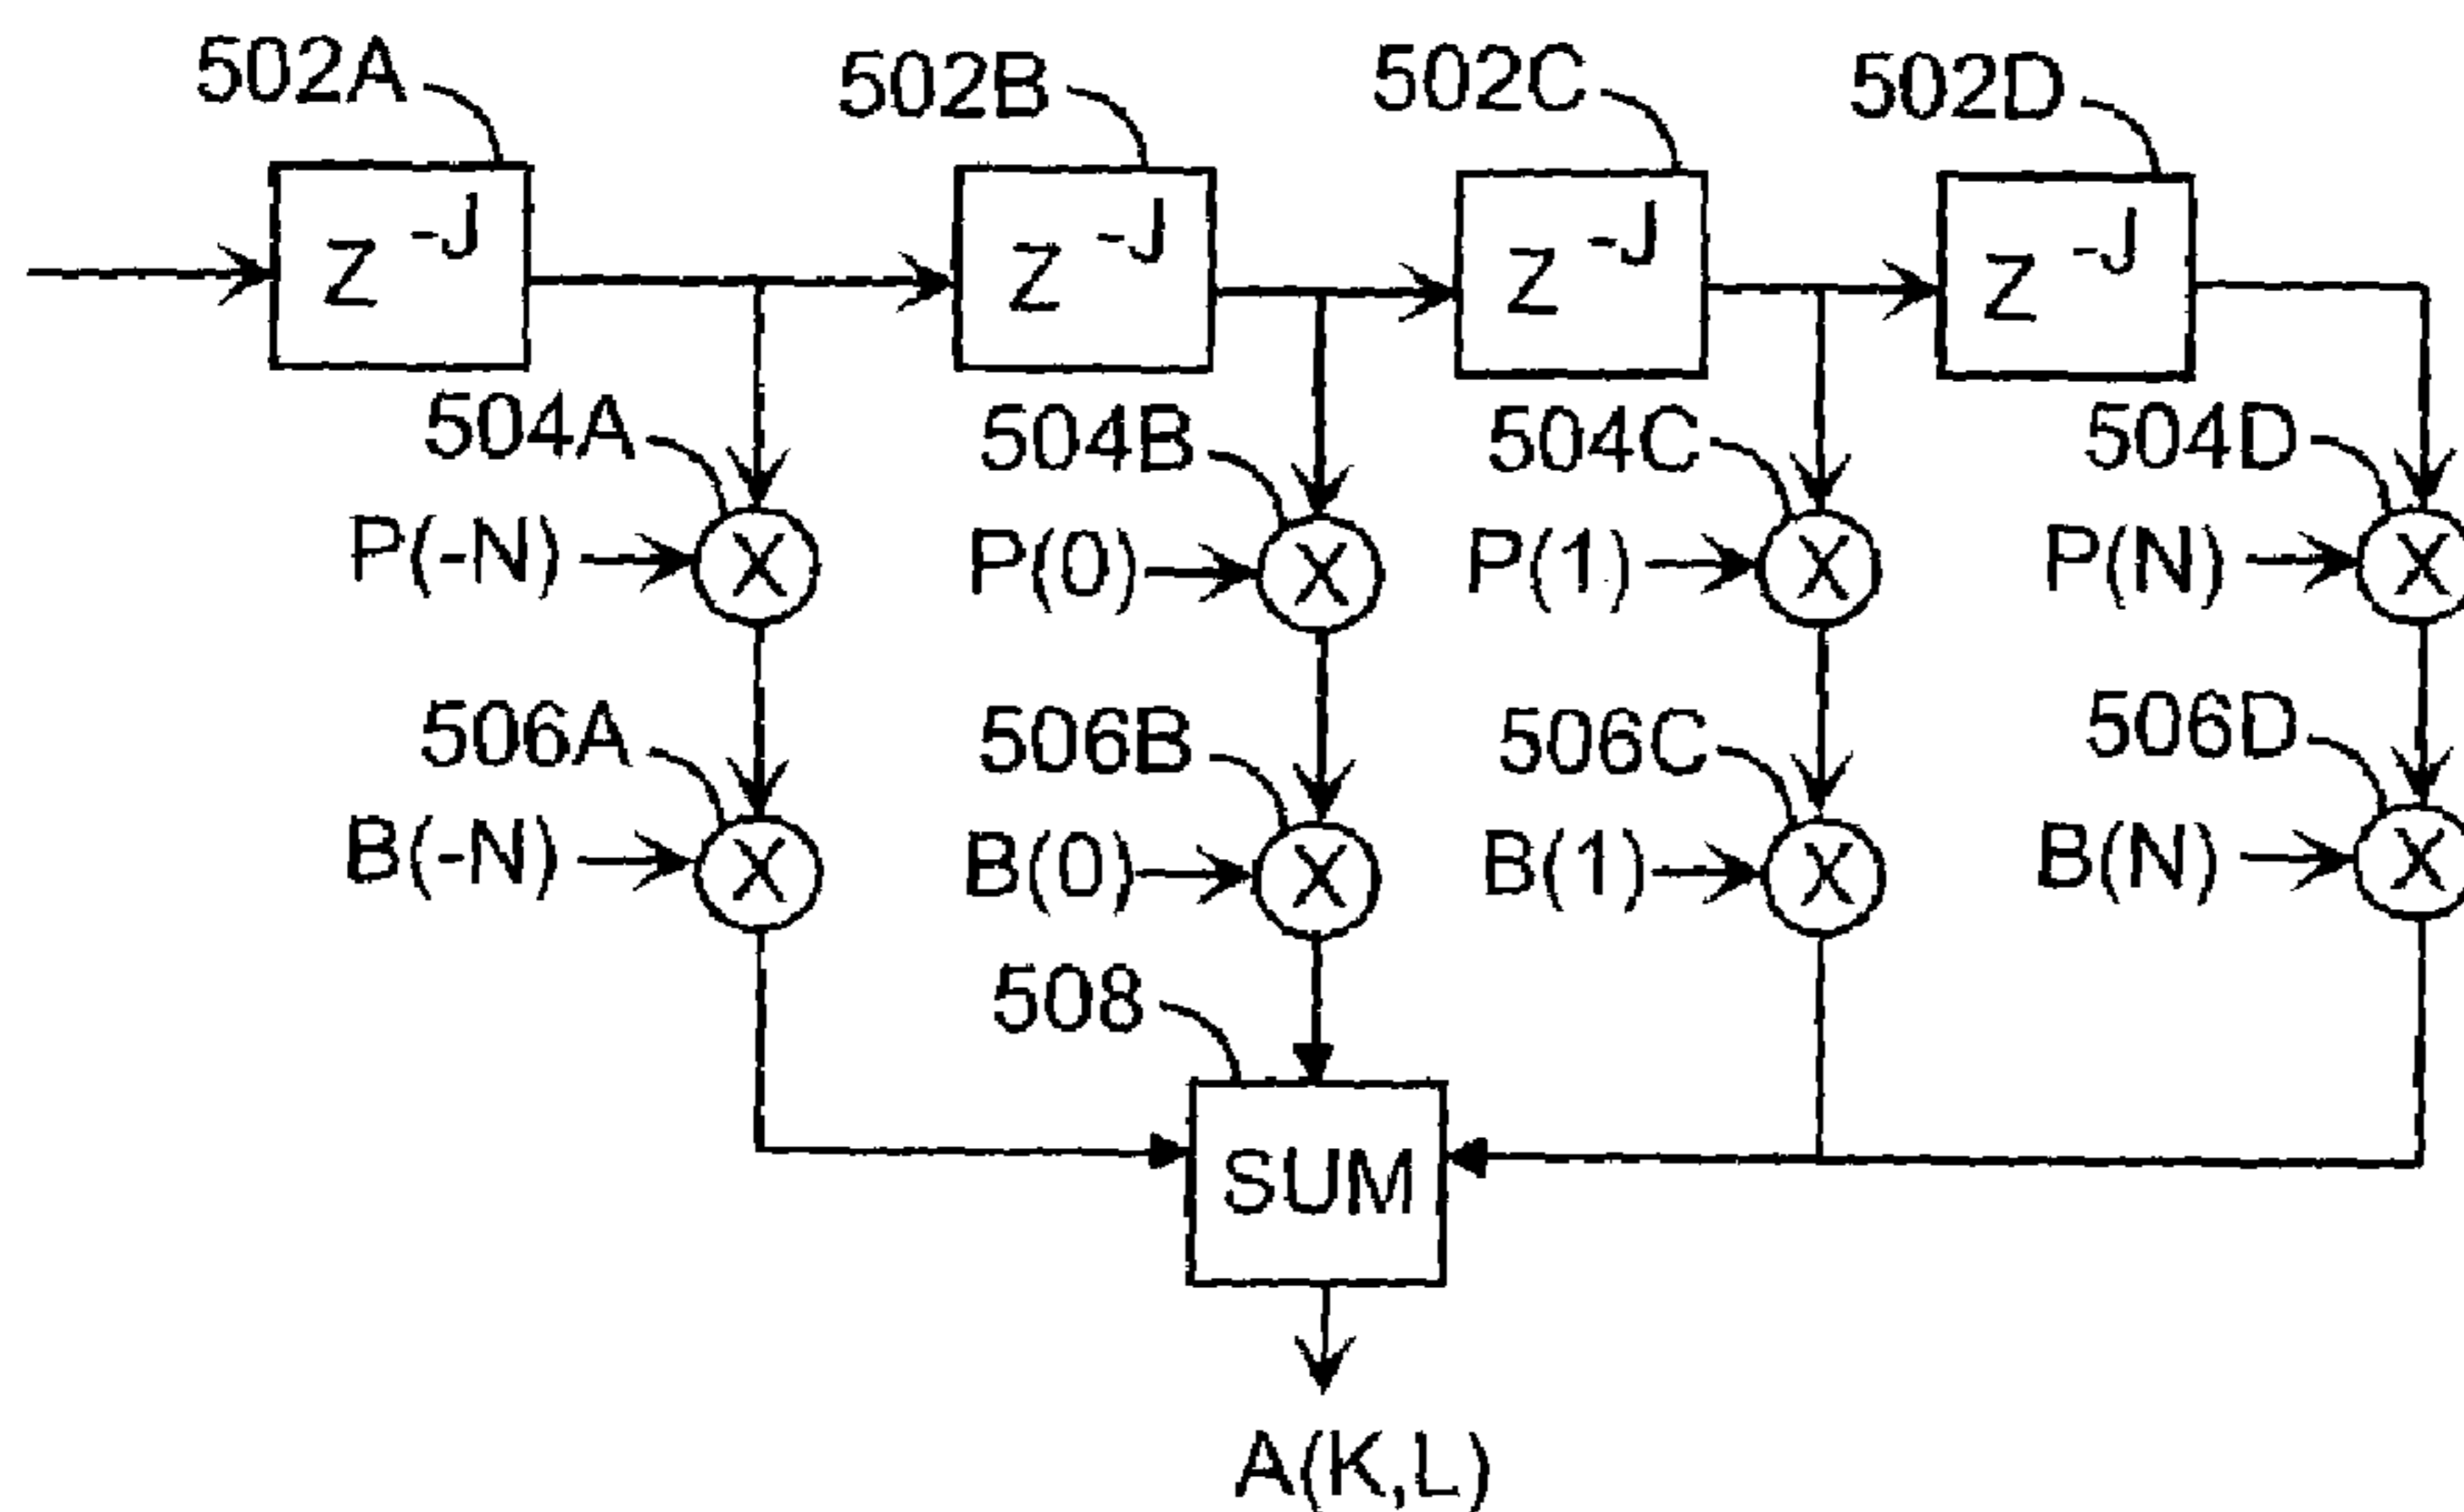 502A 502B 502C 502D
Z -J Z -J Z -J Z -J
504A 504B 504C 504D
P(-N) P(0) P(1) P(N)
X X X X
506A 506B 506C 506D
B(-N) B(0) B(1) B(N)
X X X X
508
SUM
A(K,L)